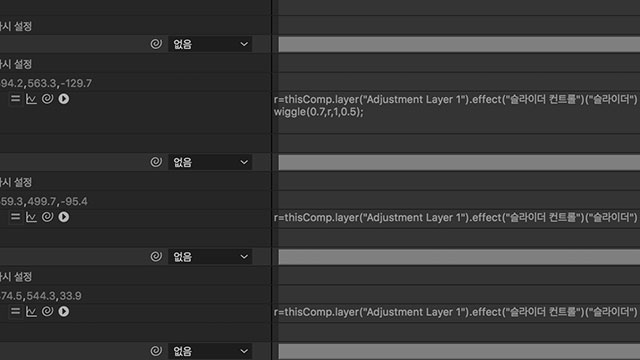 시 설정
없음
시 설정
94.2,563.3,-129.7
r=thisComp.layer("Adjustment Layer 1").effect("슬라이더 컨트롤")("슬라이더")
wiggle(0.7,r,1,0.5);
없음
시 설정
59.3,499.7,-95.4
r=thisComp.layer("Adjustment Layer 1").effect("슬라이더 컨트롤")("슬라이더")
없음
시 설정
74.5,544.3,33.9
r=thisComp.layer("Adjustment Layer 1").effect("슬라이더 컨트롤")("슬라이더")
없음